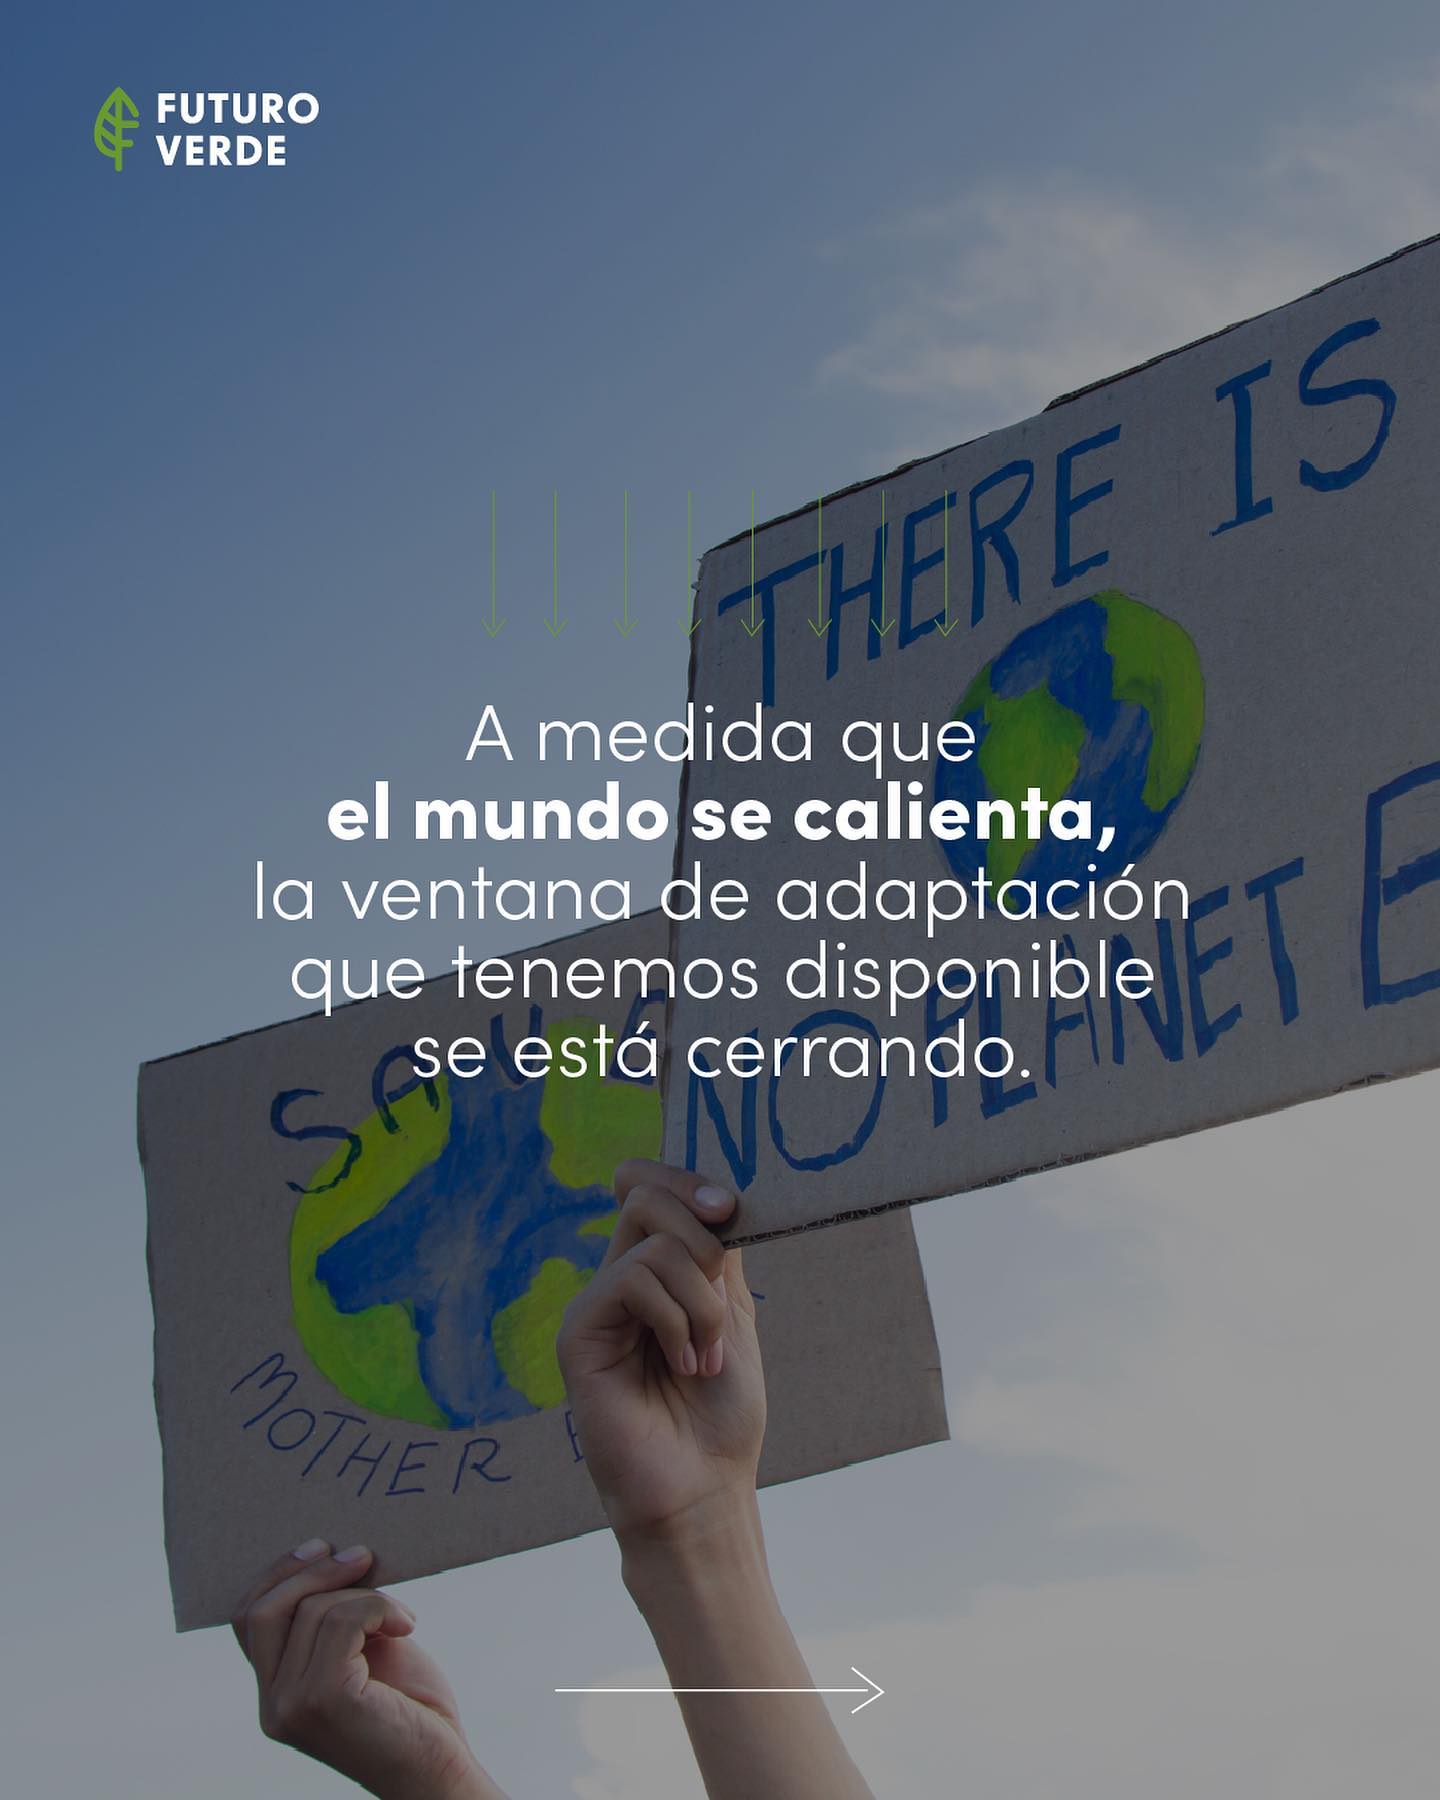 FUTURO
VERDE
THERE IS
A medida que
el mundo se calienta,
la ventana de adaptación
que tenemos disponible
se está cerrando.
NO PLANET
SAVE
MOTHER